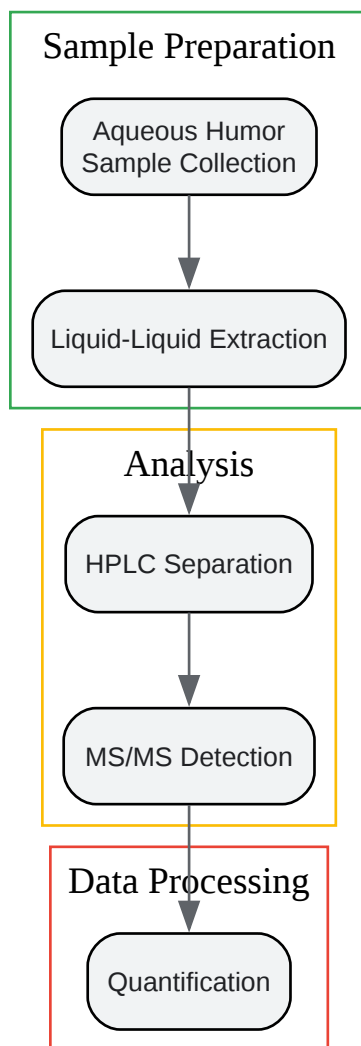 Sample Preparation
Aqueous Humor
Sample Collection
Liquid-Liquid Extraction
Analysis
HPLC Separation
MS/MS Detection
Data Processing
Quantification